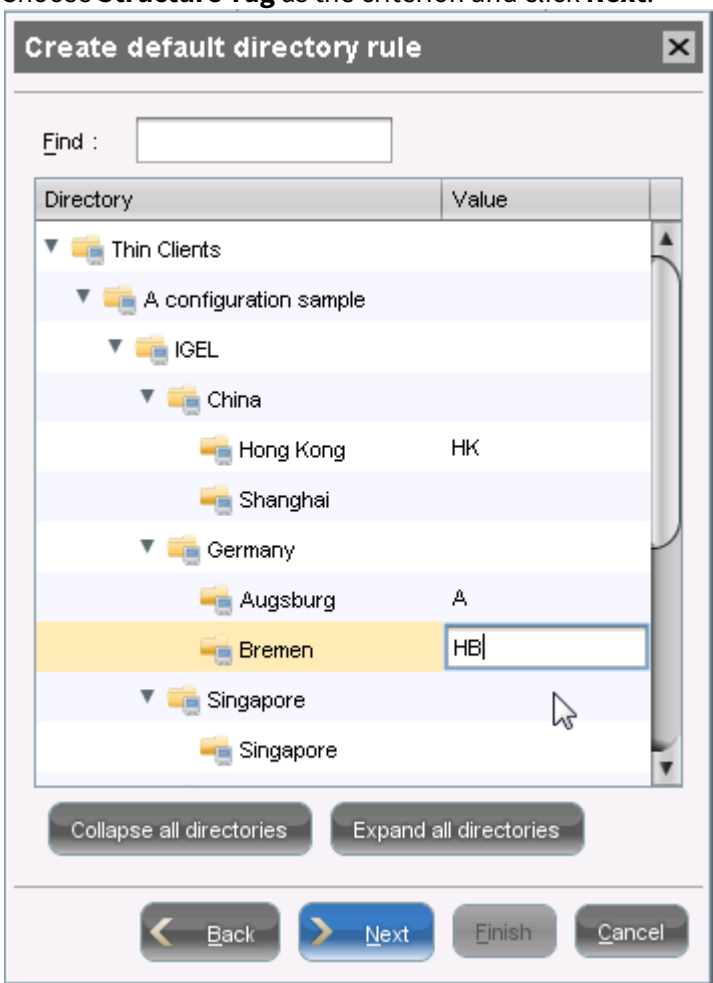 Create default directory rule
Find :
Directory Value
Thin Clients
A configuration sample
IGEL
China
Hong Kong HK
Shanghai
Germany
Augsburg A
Bremen HB
Singapore
Singapore
Collapse all directories Expand all directories
Back Next Finish Cancel